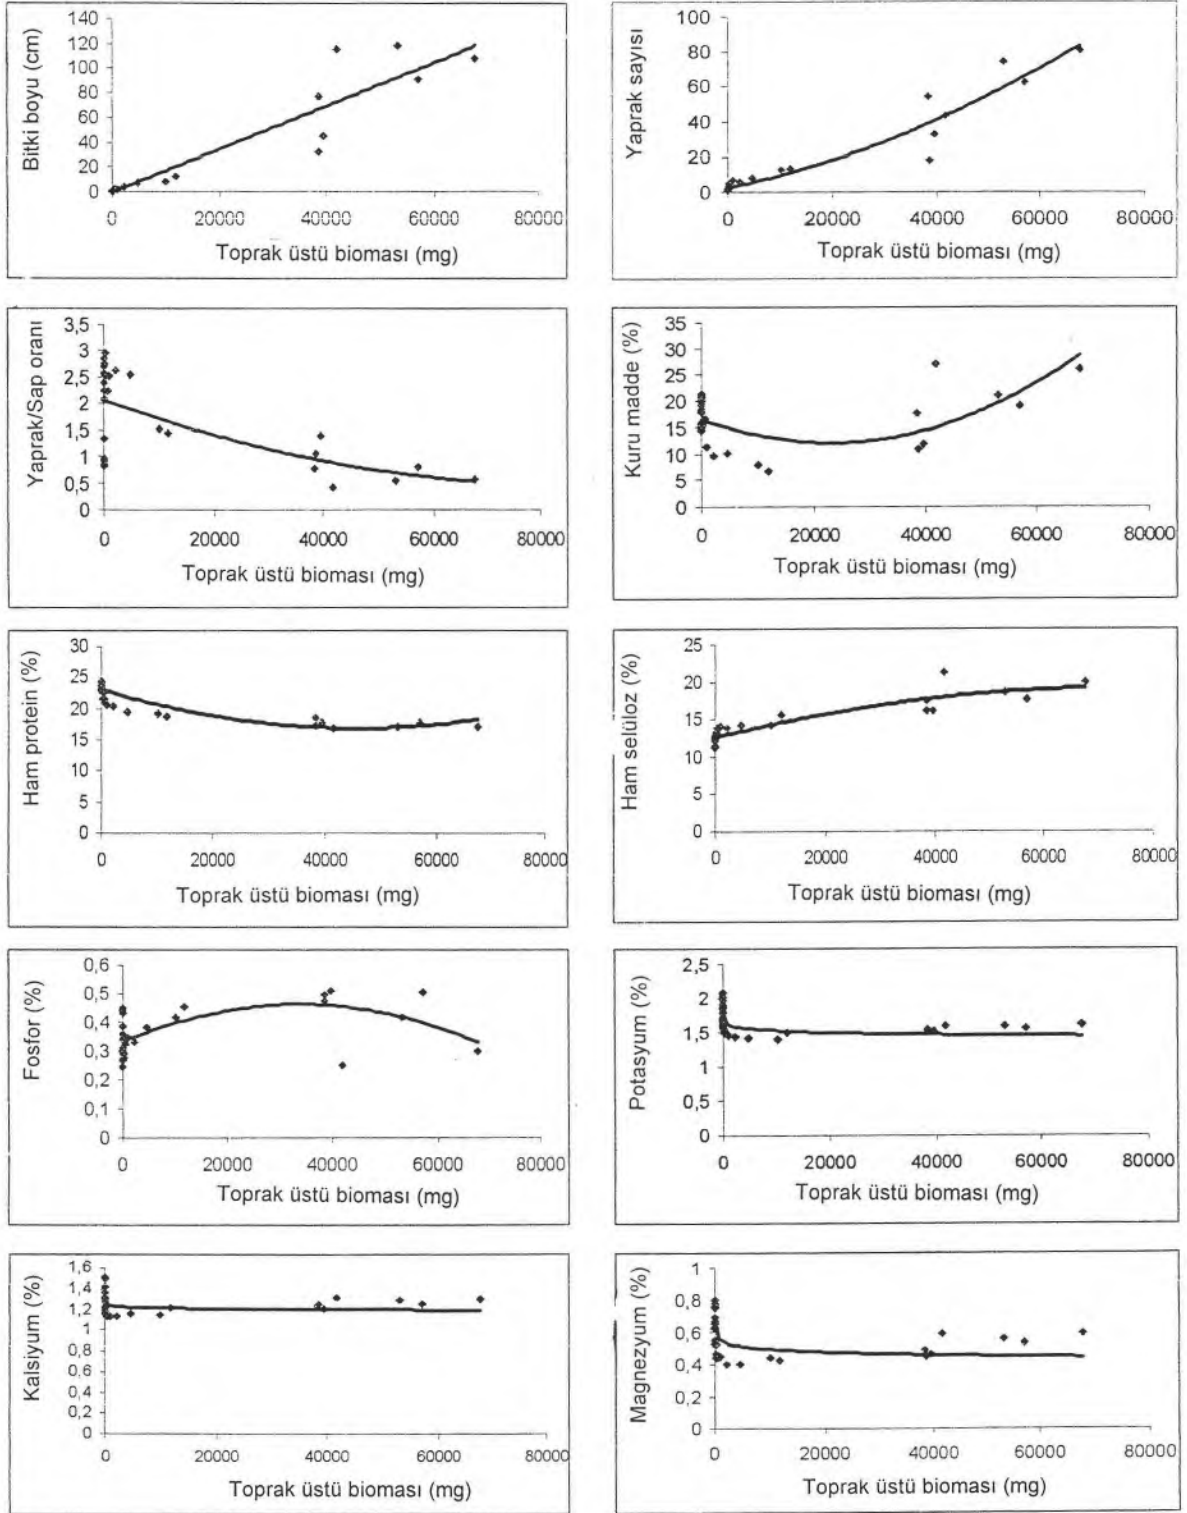 Bitki boyu (cm)
140
120
100
80
60
40
20
0
0 20000 40000 60000 80000
Toprak üstü bioması (mg)
Yaprak sayısı
100
80
60
40
20
0
0 20000 40000 60000 80000
Toprak üstü bioması (mg)
Yaprak/Sap oranı
3,5
3
2,5
2
1,5
1
0,5
0
0 20000 40000 60000 80000
Toprak üstü bioması (mg)
Kuru madde (%)
35
30
25
20
15
10
5
0
0 20000 40000 60000 80000
Toprak üstü bioması (mg)
Ham protein (%)
30
25
20
15
10
5
0
0 20000 40000 60000 80000
Toprak üstü bioması (mg)
Ham selüloz (%)
25
20
15
10
5
0
0 20000 40000 60000 80000
Toprak üstü bioması (mg)
Fosfor (%)
0,6
0,5
0,4
0,3
0,2
0,1
0
0 20000 40000 60000 80000
Toprak üstü bioması (mg)
Potasyum (%)
2,5
2
1,5
1
0,5
0
0 20000 40000 60000 80000
Toprak üstü bioması (mg)
Kalsiyum (%)
1,6
1,4
1,2
1
0,8
0,6
0,4
0,2
0
0 20000 40000 60000 80000
Toprak üstü bioması (mg)
Magnezyum (%)
1
0,8
0,6
0,4
0,2
0
0 20000 40000 60000 80000
Toprak üstü bioması (mg)